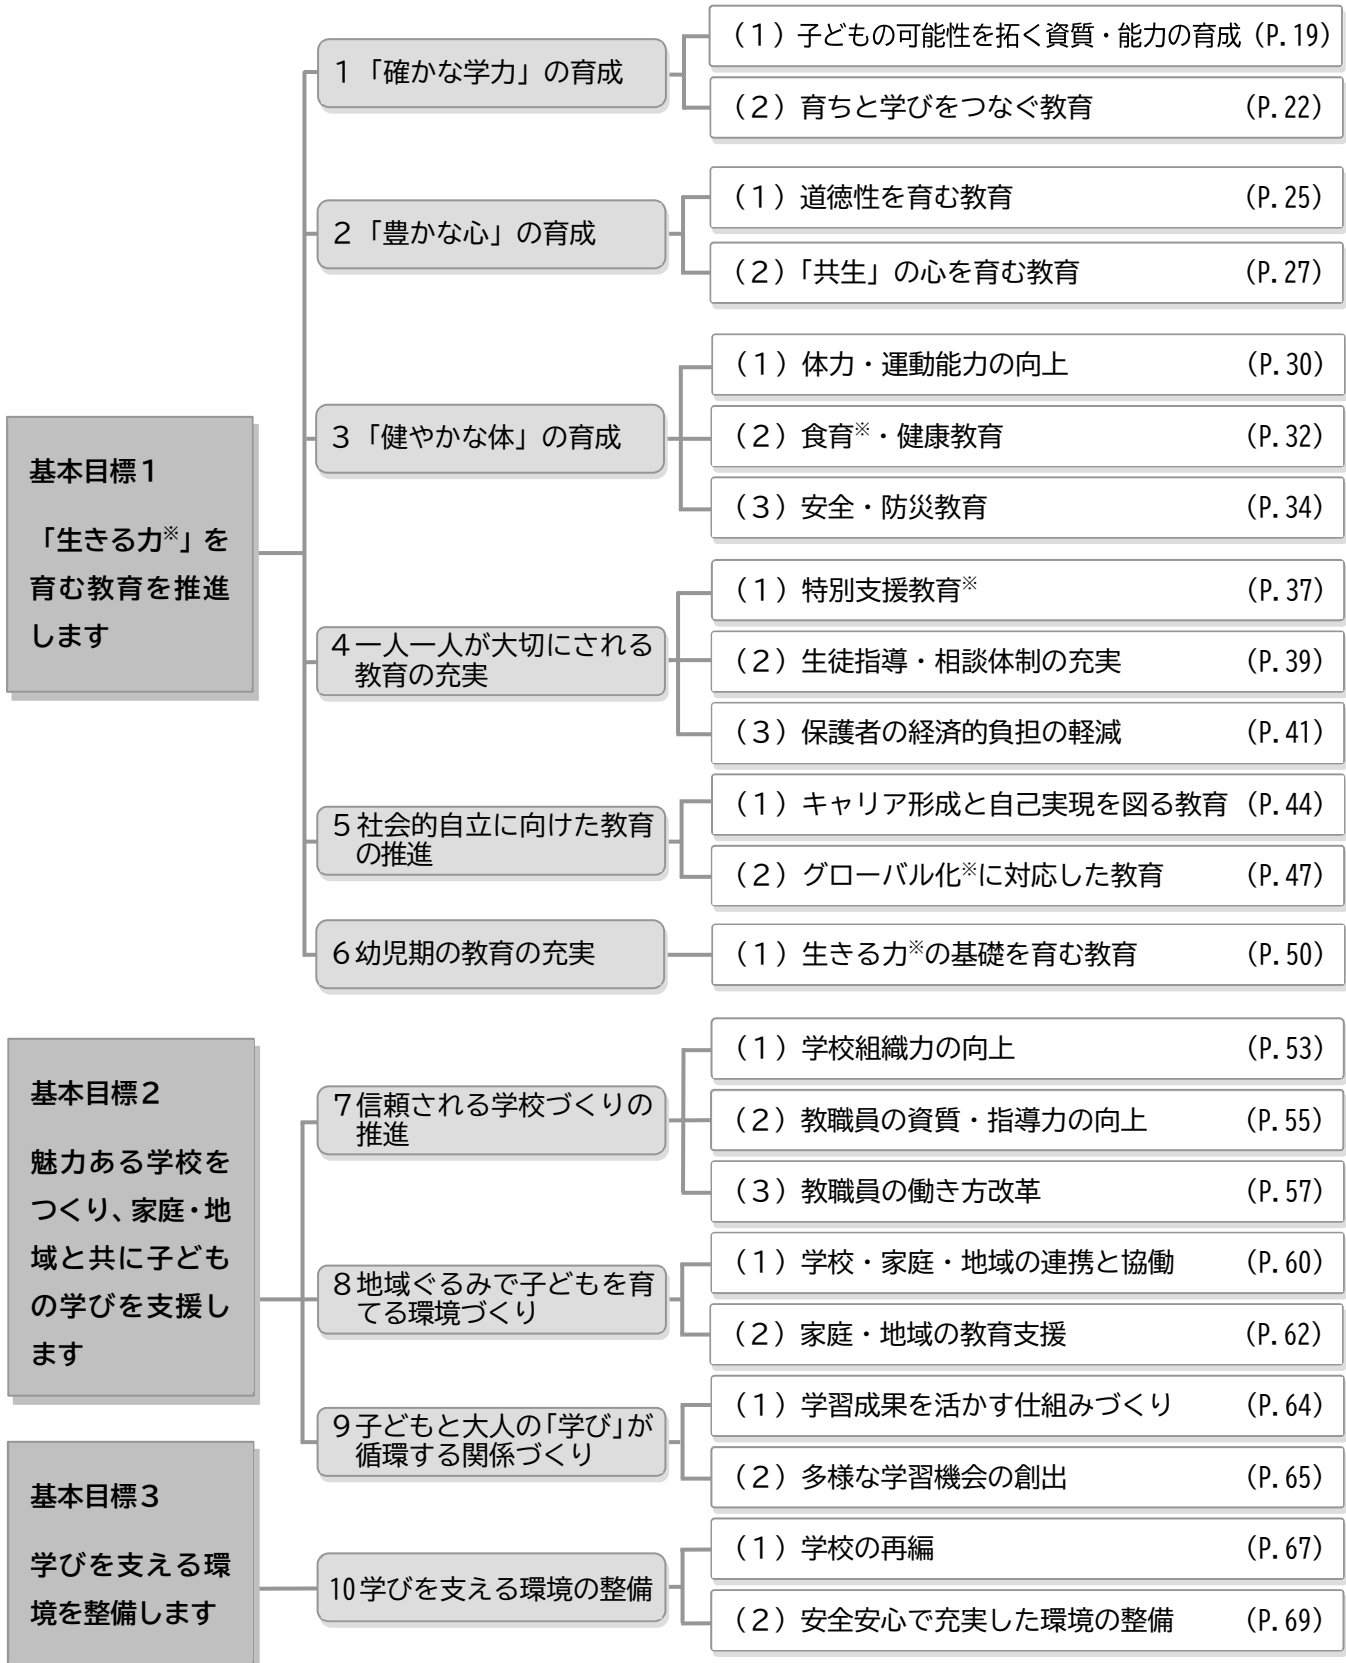 基本目標１
「生きる力※」を
育む教育を推進
します
１「確かな学力」の育成
（１）子どもの可能性を拓く資質・能力の育成（P.19）
（２）育ちと学びをつなぐ教育（P.22）
２「豊かな心」の育成
（１）道徳性を育む教育（P.25）
（２）「共生」の心を育む教育（P.27）
３「健やかな体」の育成
（１）体力・運動能力の向上（P.30）
（２）食育※・健康教育（P.32）
（３）安全・防災教育（P.34）
４一人一人が大切にされる
教育の充実
（１）特別支援教育※（P.37）
（２）生徒指導・相談体制の充実（P.39）
（３）保護者の経済的負担の軽減（P.41）
５社会的自立に向けた教育
の推進
（１）キャリア形成と自己実現を図る教育（P.44）
（２）グローバル化※に対応した教育（P.47）
６幼児期の教育の充実
（１）生きる力※の基礎を育む教育（P.50）
基本目標２
魅力ある学校を
つくり、家庭・地
域と共に子ども
の学びを支援し
ます
７信頼される学校づくりの
推進
（１）学校組織力の向上（P.53）
（２）教職員の資質・指導力の向上（P.55）
（３）教職員の働き方改革（P.57）
８地域ぐるみで子どもを育
てる環境づくり
（１）学校・家庭・地域の連携と協働（P.60）
（２）家庭・地域の教育支援（P.62）
９子どもと大人の「学び」が
循環する関係づくり
（１）学習成果を活かす仕組みづくり（P.64）
（２）多様な学習機会の創出（P.65）
基本目標３
学びを支える環
境を整備します
10学びを支える環境の整備
（１）学校の再編（P.67）
（２）安全安心で充実した環境の整備（P.69）